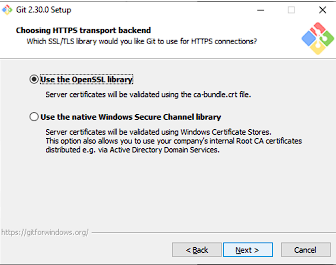 Git 2.30.0 Setup
Choosing HTTPS transport backend
Which SSL/TLS library would you like Git to use for HTTPS connections?
Use the OpenSSL library
Server certificates will be validated using the ca-bundle.crt file.
Use the native Windows Secure Channel library
Server certificates will be validated using Windows Certificate Stores.
This option also allows you to use your company's internal Root CA certificates
distributed e.g. via Active Directory Domain Services.
https://gitforwindows.org/
< Back
Next >
Cancel